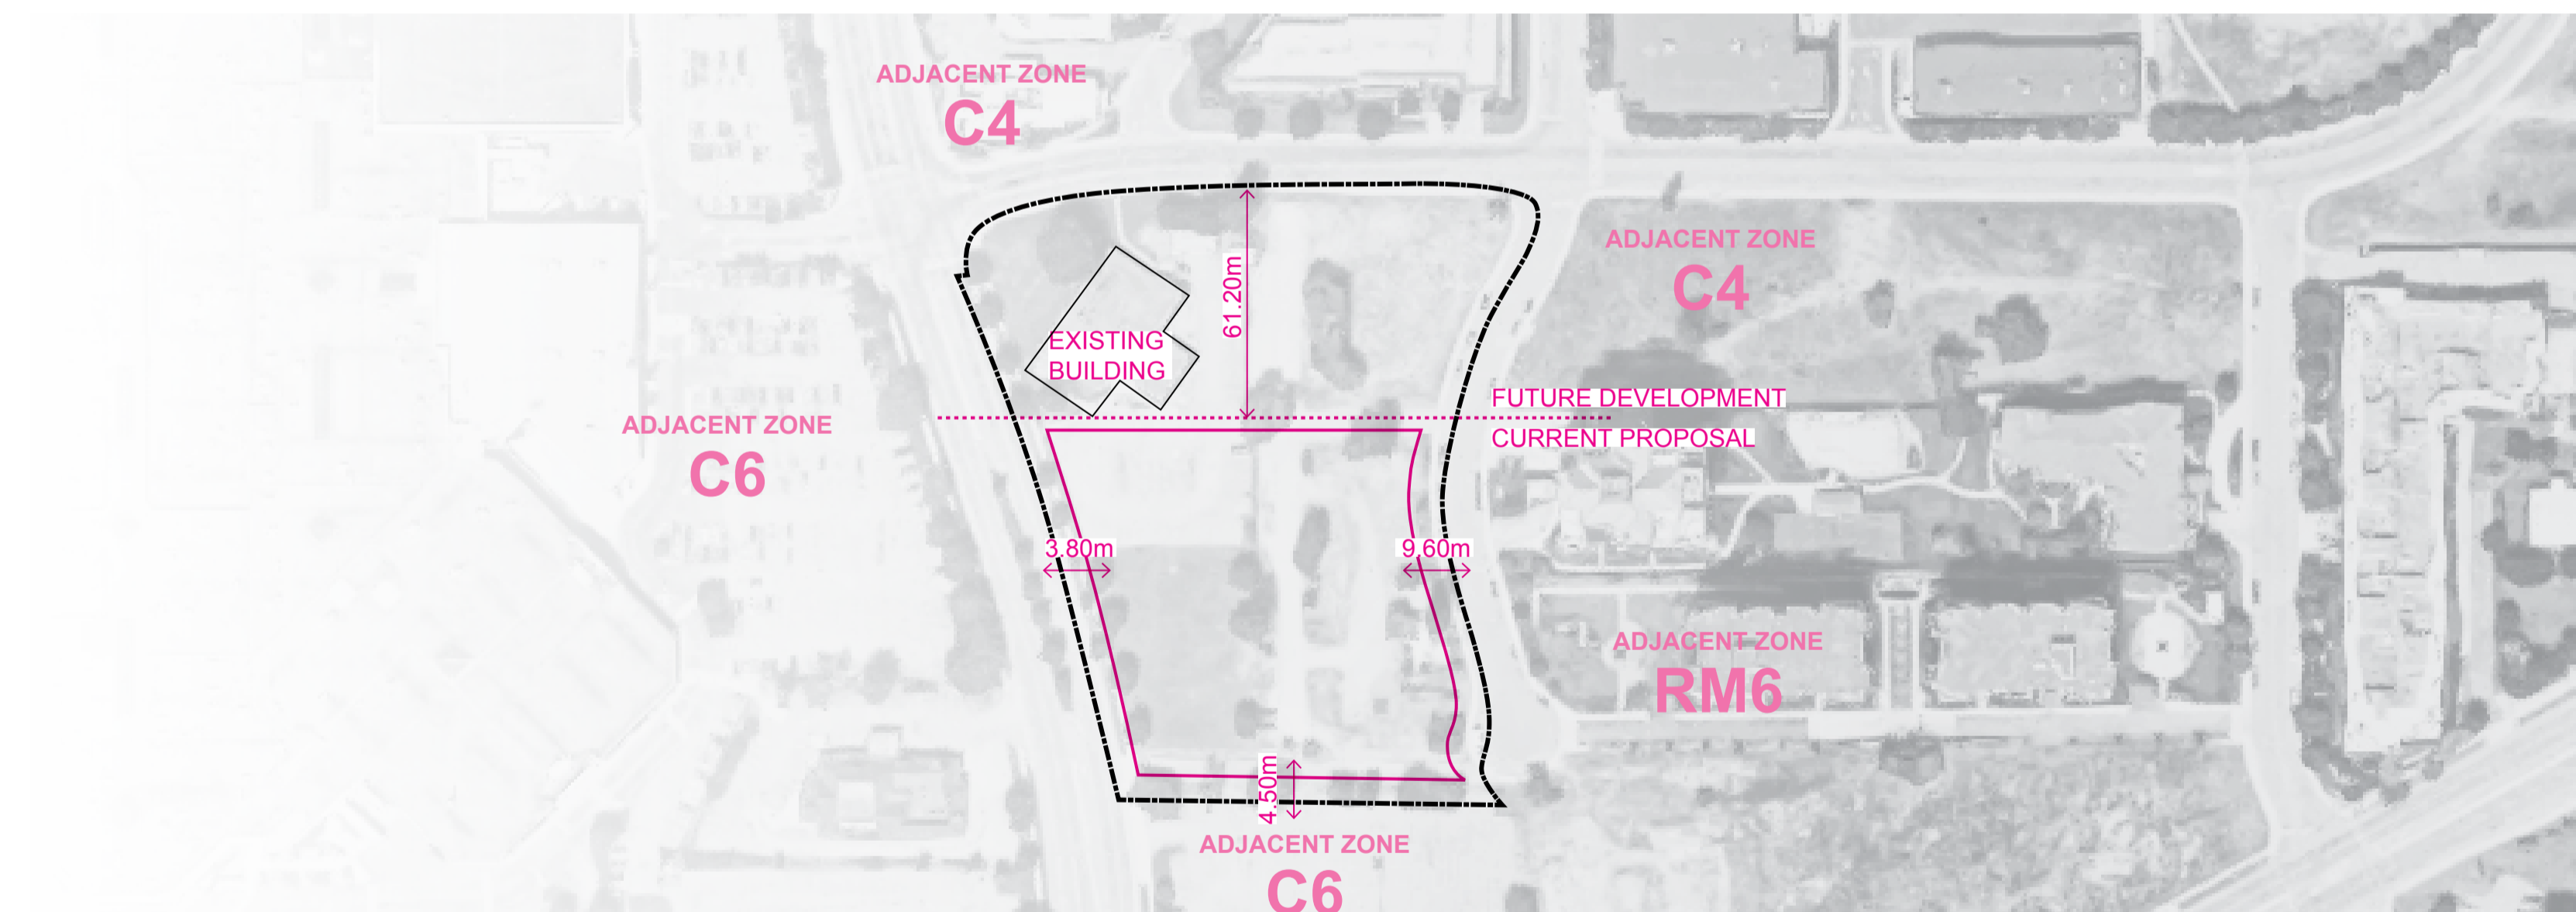 ADJACENT ZONE
C4
ADJACENT ZONE
C4
61.20m
EXISTING
BUILDING
FUTURE DEVELOPMENT
CURRENT PROPOSAL
ADJACENT ZONE
C6
3.80m
9.60m
ADJACENT ZONE
RM6
4.50m
ADJACENT ZONE
C6